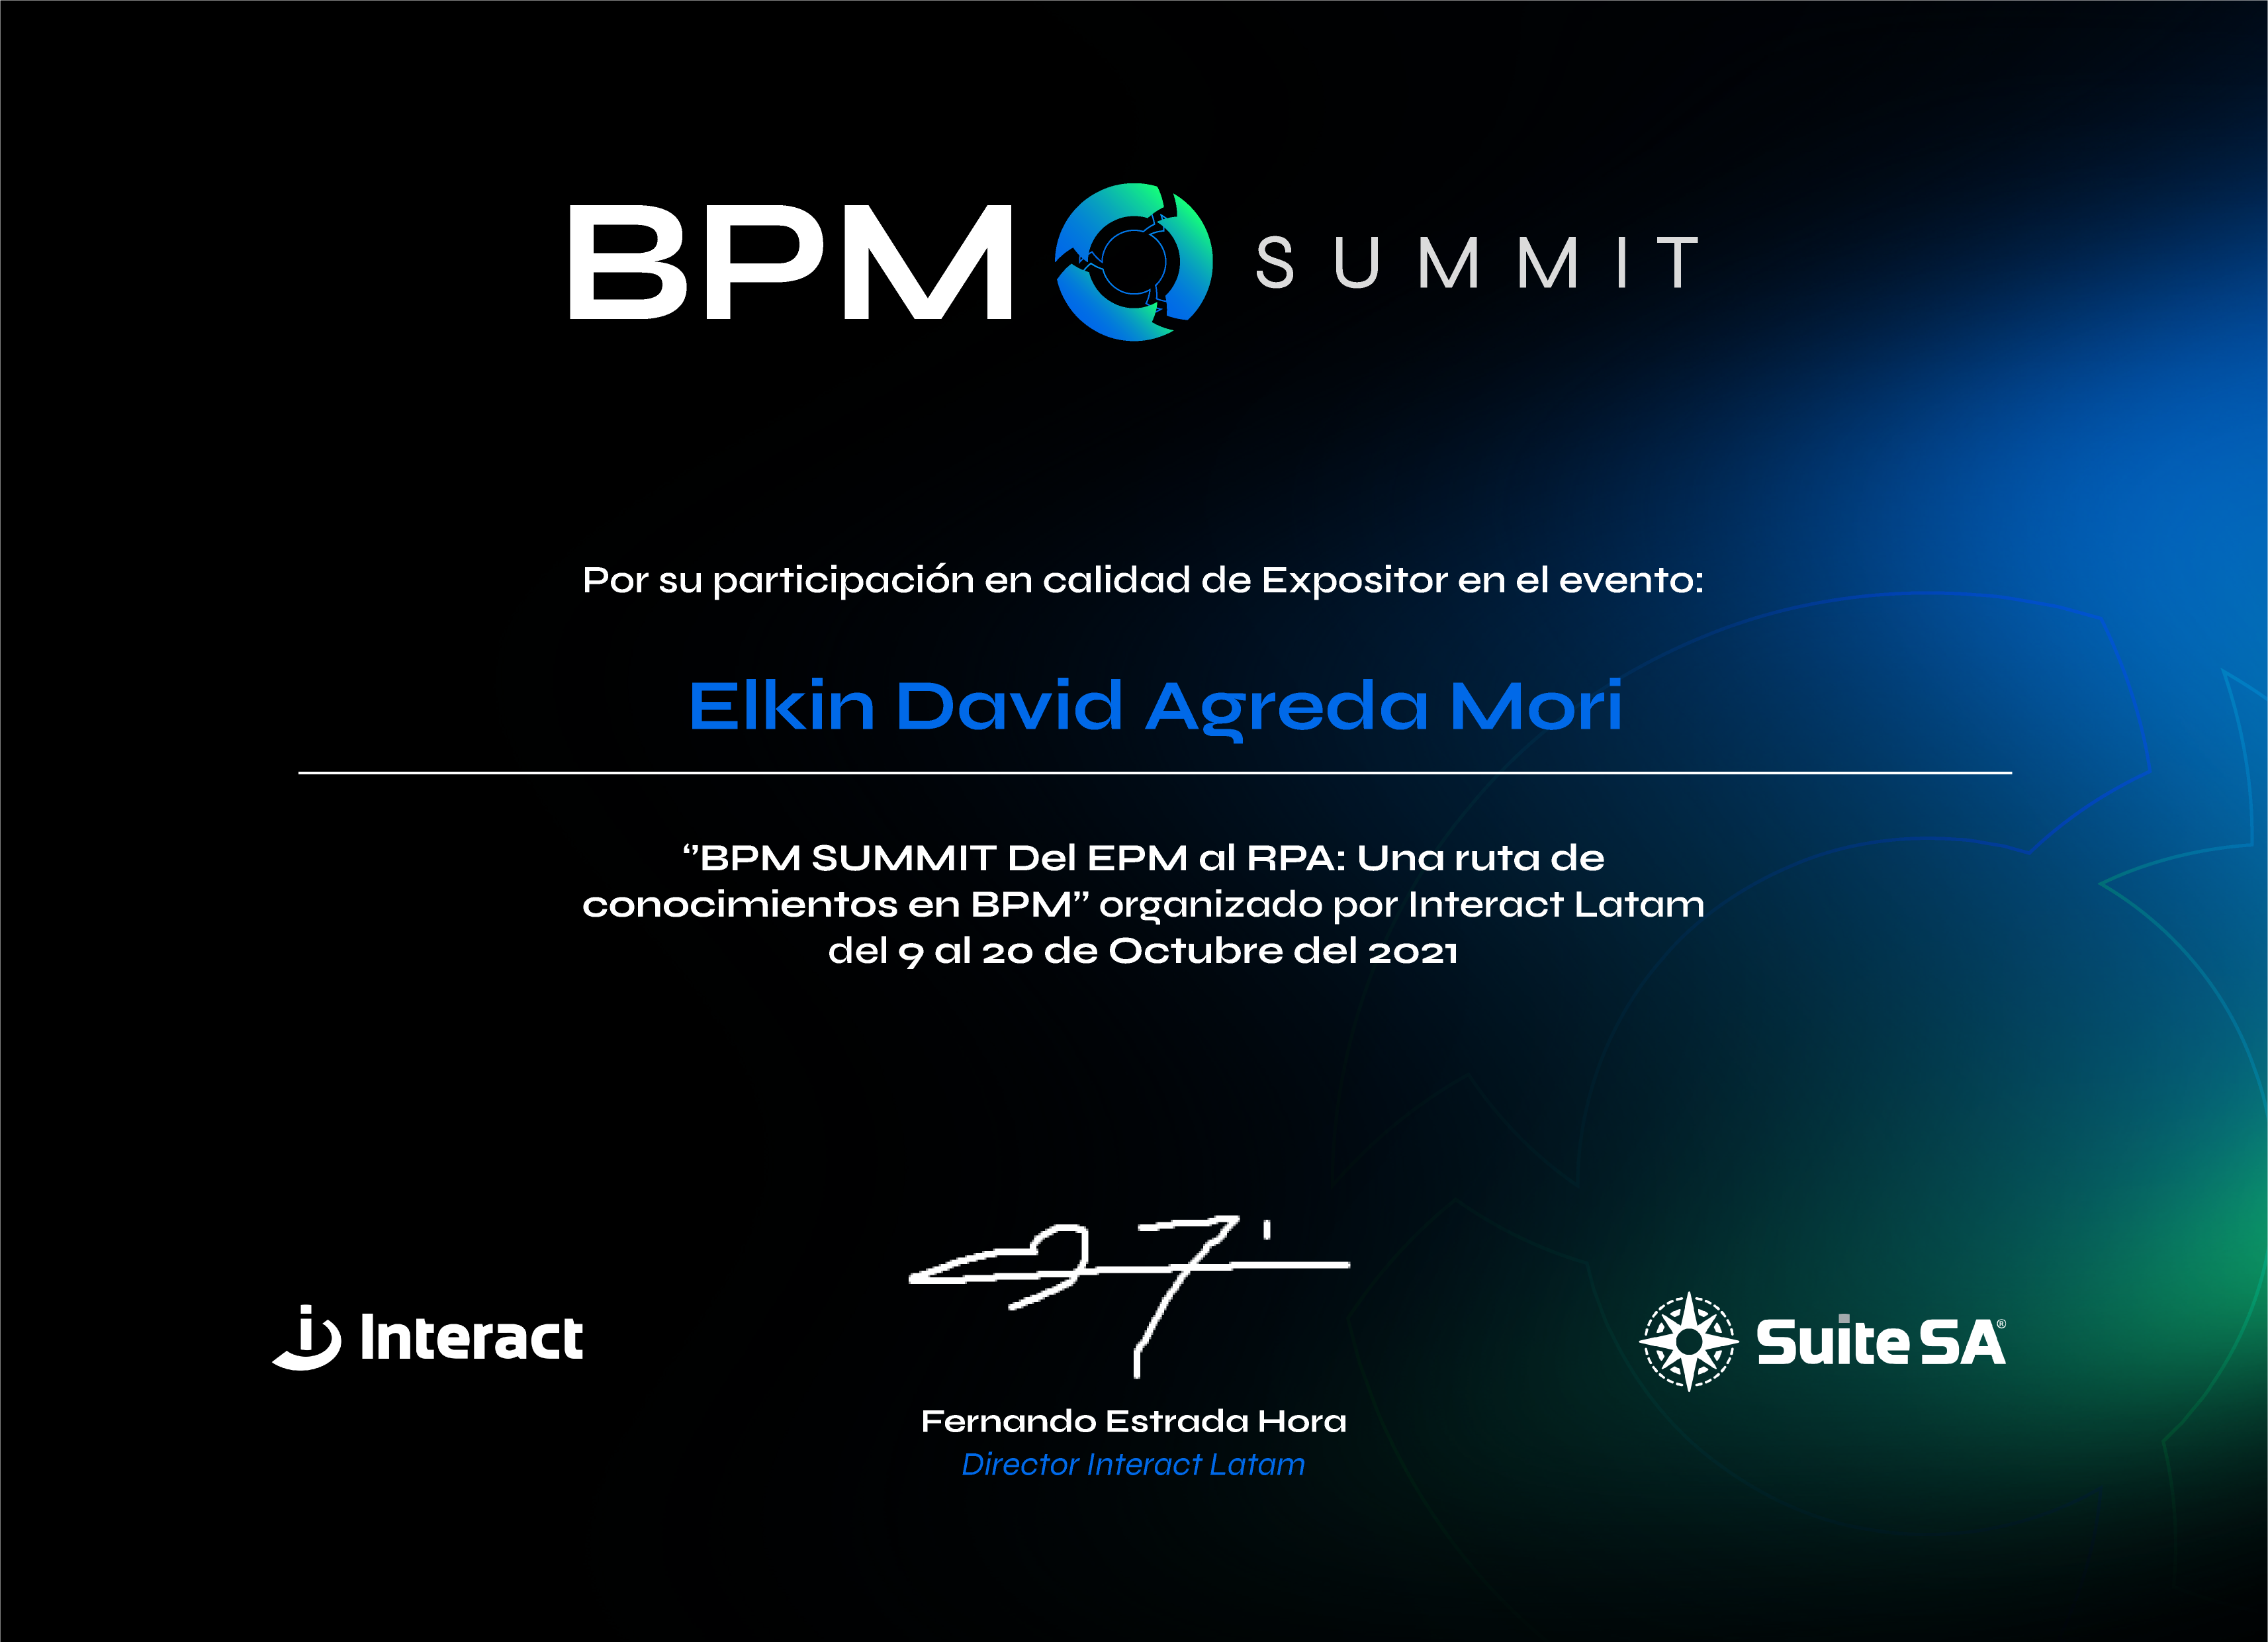 BPM SUMMIT
Por su participación en calidad de Expositor en el evento:
Elkin David Agreda Mori
‘’BPM SUMMIT Del EPM al RPA: Una ruta de
conocimientos en BPM’’ organizado por Interact Latam
del 9 al 20 de Octubre del 2021
Interact
Suite SA®
Fernando Estrada Hora
Director Interact Latam